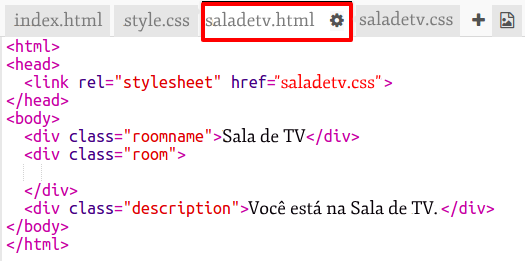 index.html style.css saladetv.html saladetv.css
<html>
<head>
<link rel="stylesheet" href="saladetv.css">
</head>
<body>
<div class="roomname">Sala de TV</div>
<div class="room">
</div>
<div class="description">Você está na Sala de TV. </div>
</body>
</html>